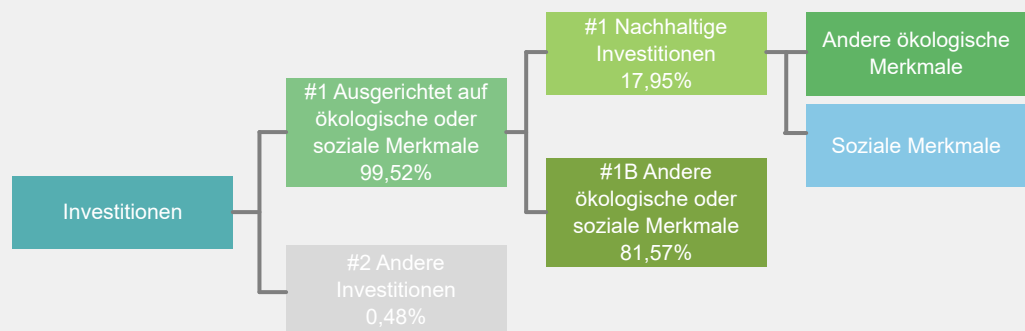 Investitionen
#1 Ausgerichtet auf
ökologische oder
soziale Merkmale
99,52%
#2 Andere
Investitionen
0,48%
#1 Nachhaltige
Investitionen
17,95%
#1B Andere
ökologische oder
soziale Merkmale
81,57%
Andere ökologische
Merkmale
Soziale Merkmale